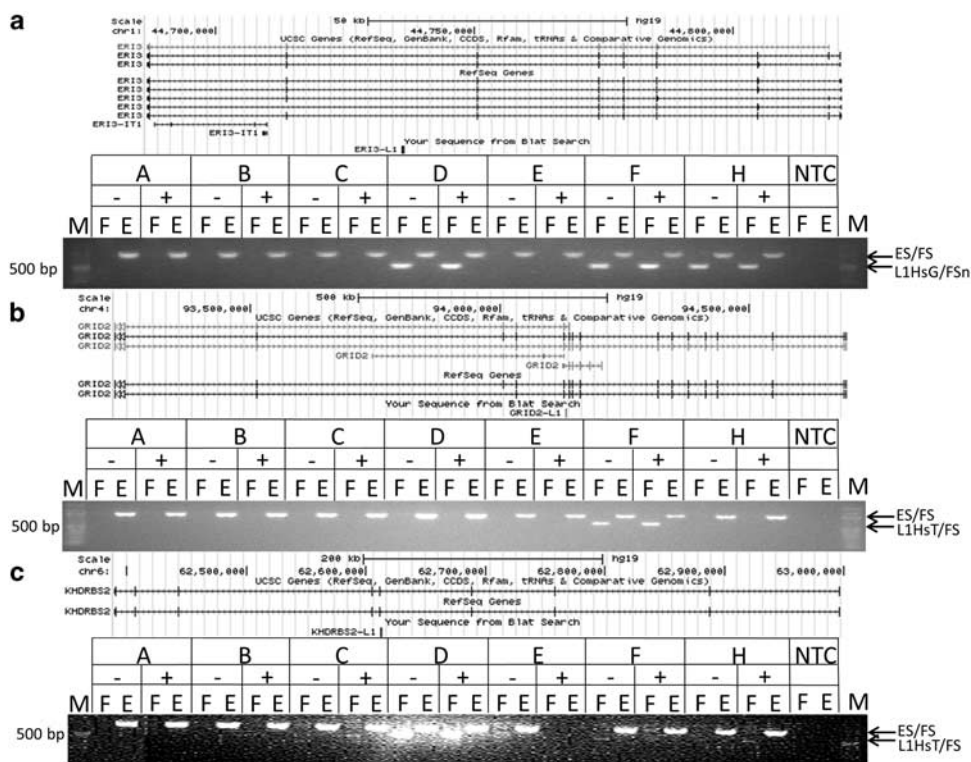 a
Scale 50 kb hg19
chr1: 44,700,000 44,750,000 44,800,000
UCSC Genes (RefSeq, GenBank, CCDS, Rfam, tRNAs & Comparative Genomics)
ERI3
ERI3
ERI3
RefSeq Genes
ERI3
ERI3
ERI3
ERI3
ERI3
ERI3-IT1
ERI3-IT1
Your Sequence from Blat Search
ERI3-L1
A B C D E F H NTC
- + - + - + - + - + - + - +
M F E F E F E F E F E F E F E F E F E F E F E F E F E F E F E M
500 bp
ES/FS
L1HsG/FSn
b
Scale 500 kb hg19
chr4: 93,500,000 94,000,000 94,500,000
UCSC Genes (RefSeq, GenBank, CCDS, Rfam, tRNAs & Comparative Genomics)
GRID2
GRID2
GRID2
GRID2
GRID2
RefSeq Genes
GRID2
GRID2
Your Sequence from Blat Search
GRID2-L1
A B C D E F H NTC
- + - + - + - + - + - + - +
M F E F E F E F E F E F E F E F E F E F E F E F E F E F E F E M
500 bp
ES/FS
L1HsT/FS
c
Scale 200 kb hg19
chr6: 62,500,000 62,600,000 62,700,000 62,800,000 62,900,000 63,000,000
UCSC Genes (RefSeq, GenBank, CCDS, Rfam, tRNAs & Comparative Genomics)
KHDRBS2
RefSeq Genes
KHDRBS2
Your Sequence from Blat Search
KHDRBS2-L1
A B C D E F H NTC
- + - + - + - + - + - + - +
M F E F E F E F E F E F E F E F E F E F E F E F E F E F E F E M
500 bp
ES/FS
L1HsT/FS